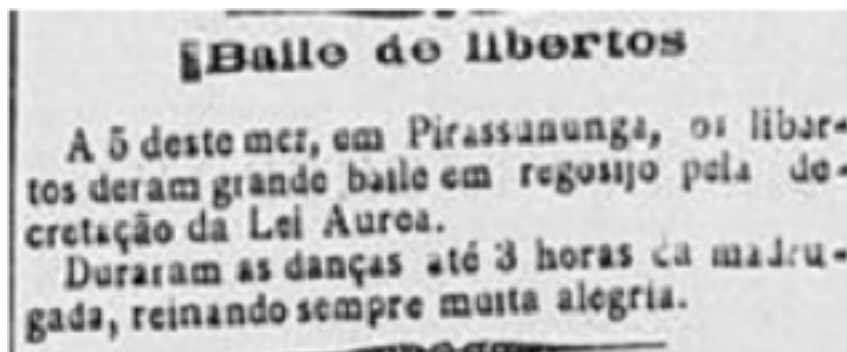 Baile de libertos
A 5 deste mez, em Pirassununga, os liber-
tos deram grande baile em regosijo pela de-
cretação da Lei Aurea.
Duraram as danças até 3 horas da madru-
gada, reinando sempre muita alegria.